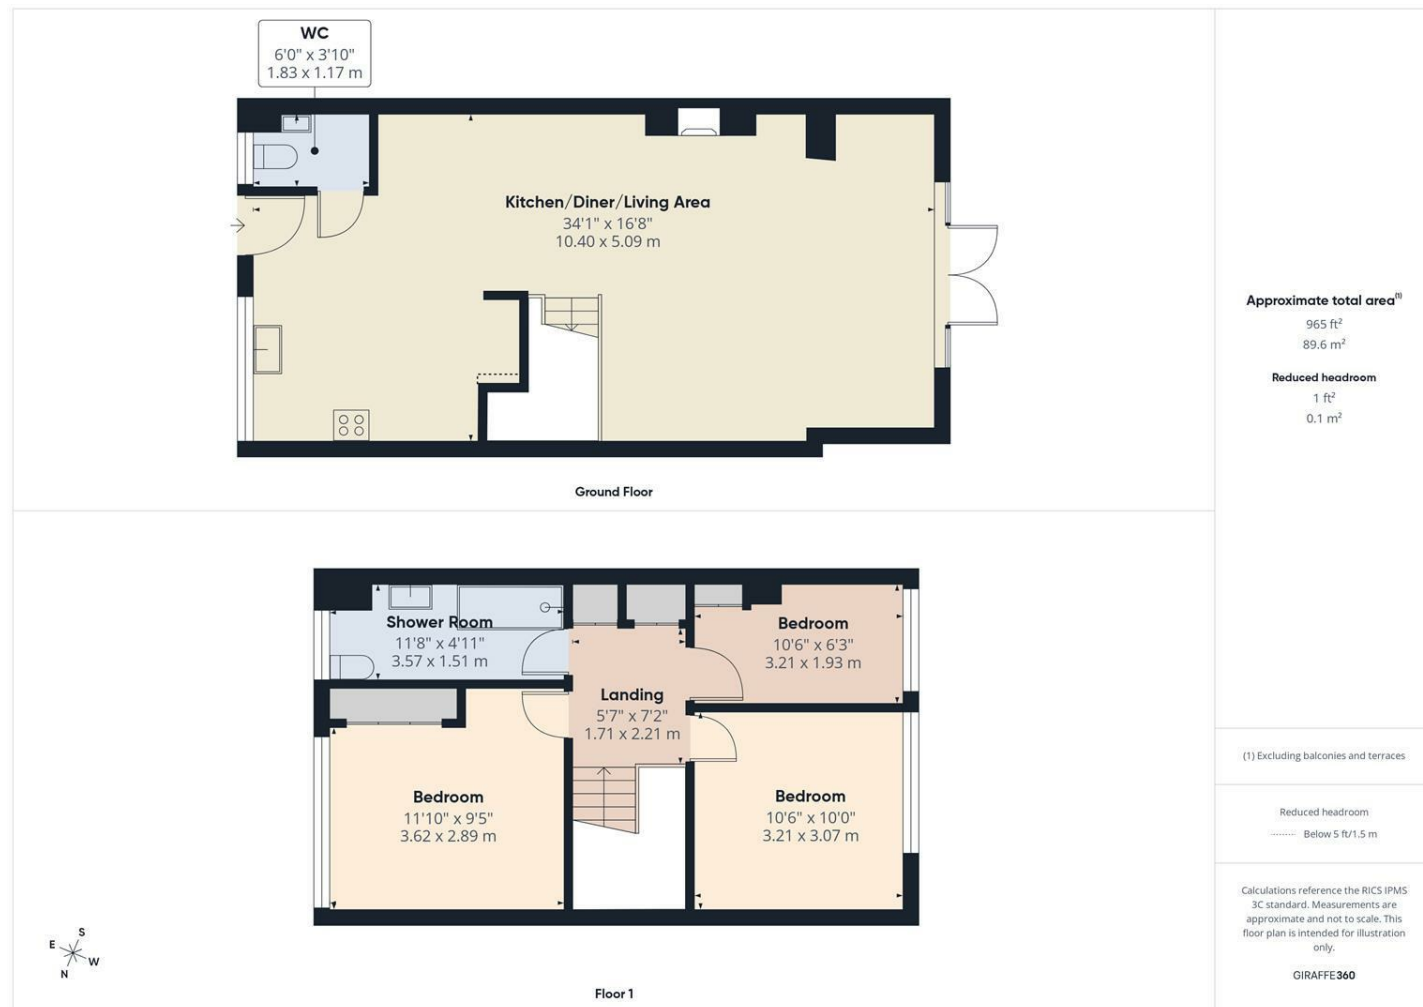 WC
6'0" x 3'10"
1.83 x 1.17 m
Kitchen/Diner/Living Area
34'1" x 16'8"
10.40 x 5.09 m
Ground Floor
Shower Room
11'8" x 4'11"
3.57 x 1.51 m
Bedroom
10'6" x 6'3"
3.21 x 1.93 m
Landing
5'7" x 7'2"
1.71 x 2.21 m
Bedroom
11'10" x 9'5"
3.62 x 2.89 m
Bedroom
10'6" x 10'0"
3.21 x 3.07 m
S
E
W
N
Floor 1
Approximate total area(1)
965 ft²
89.6 m²
Reduced headroom
1 ft²
0.1 m²
(1) Excluding balconies and terraces
Reduced headroom
Below 5 ft/1.5 m
Calculations reference the RICS IPMS
3C standard. Measurements are
approximate and not to scale. This
floor plan is intended for illustration
only.
GIRAFFE360